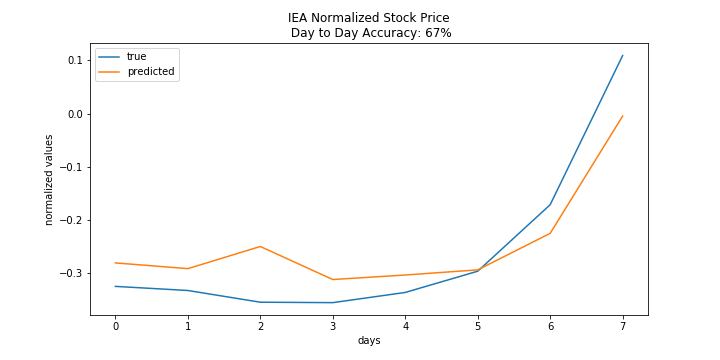 IEA Normalized Stock Price
Day to Day Accuracy: 67%
true
predicted
normalized values
0.1
0.0
−0.1
−0.2
−0.3
0 1 2 3 4 5 6 7
days